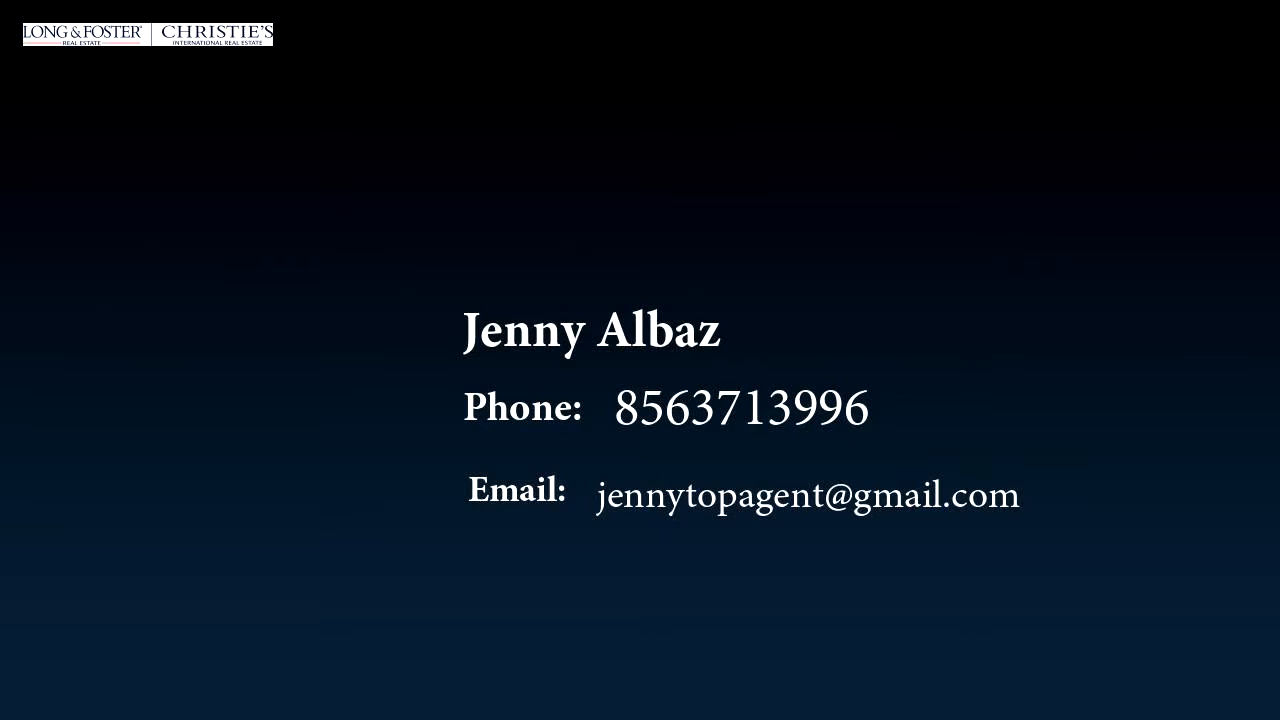 LONG & FOSTER | CHRISTIE'S
REAL ESTATE INTERNATIONAL REAL ESTATE
Jenny Albaz
Phone: 8563713996
Email: jennytopagent@gmail.com